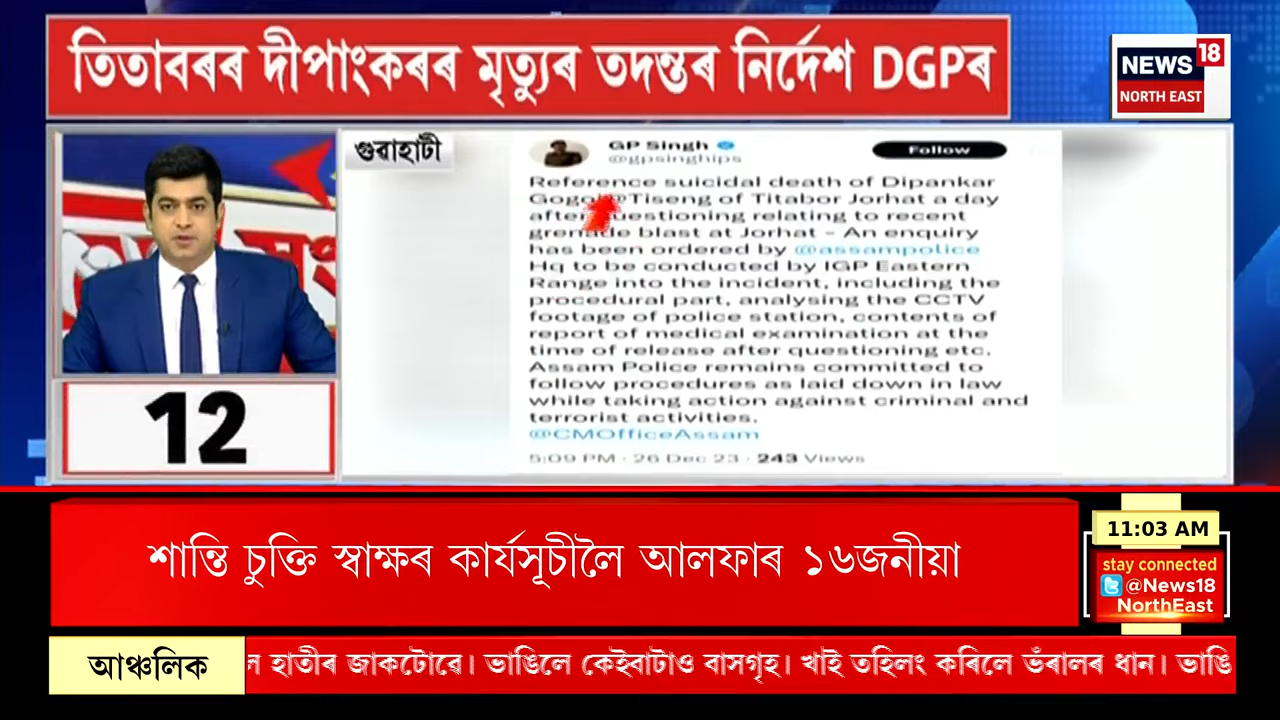 তিতাবৰৰ দীপাংকৰৰ মৃত্যুৰ তদন্তৰ নিৰ্দেশ DGPৰ
NEWS 18
NORTH EAST
গুৱাহাটী
GP Singh
@gpsinghips
Follow
Reference suicidal death of Dipankar
Gogoi @Tiseng of Titabor Jorhat a day
after questioning relating to recent
grenade blast at Jorhat - An enquiry
has been ordered by @assampolice
Hq to be conducted by IGP Eastern
Range into the incident, including the
procedural part, analysing the CCTV
footage of police station, contents of
report of medical examination at the
time of release after questioning etc.
Assam Police remains committed to
follow procedures as laid down in law
while taking action against criminal and
terrorist activities.
@CMOfficeAssam
5:09 PM · 26 Dec 23 · 243 Views
12
শান্তি চুক্তি স্বাক্ষৰ কাৰ্যসূচীলৈ আলফাৰ ১৬জনীয়া
11:03 AM
stay connected
@News18
NorthEast
আঞ্চলিক
হাতীৰ জাকটোৱে। ভাঙিলে কেইবাটাও বাসগৃহ। খাই তহিলং কৰিলে ভঁৰালৰ ধান। ভাঙি